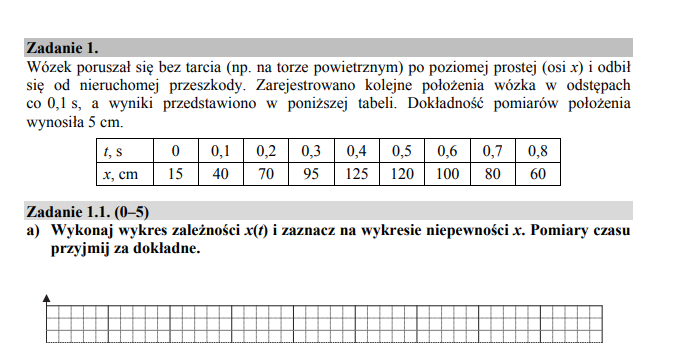 Zadanie 1.
Wózek poruszał się bez tarcia (np. na torze powietrznym) po poziomej prostej (osi x) i odbił
się od nieruchomej przeszkody. Zarejestrowano kolejne położenia wózka w odstępach
co 0,1 s, a wyniki przedstawiono w poniższej tabeli. Dokładność pomiarów położenia
wynosiła 5 cm.
t, s 0 0,1 0,2 0,3 0,4 0,5 0,6 0,7 0,8
x, cm 15 40 70 95 125 120 100 80 60
Zadanie 1.1. (0–5)
a) Wykonaj wykres zależności x(t) i zaznacz na wykresie niepewności x. Pomiary czasu
przyjmij za dokładne.